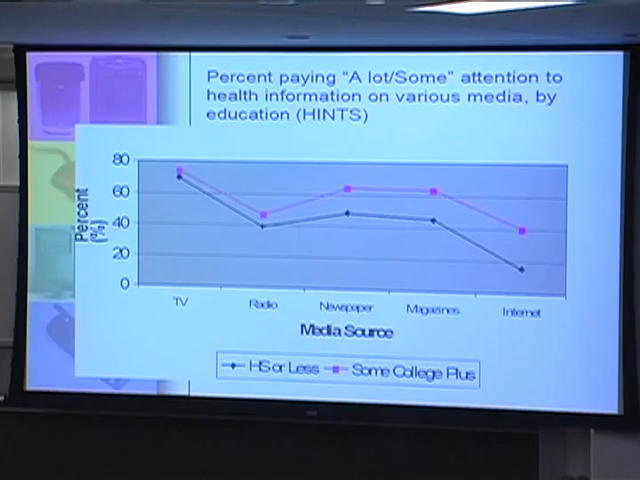 Percent paying “A lot/Some” attention to
health information on various media, by
education (HINTS)
80
60
40
20
0
Percent
(%)
TV Radio Newspaper Magazines Internet
Media Source
HS or Less Some College Plus